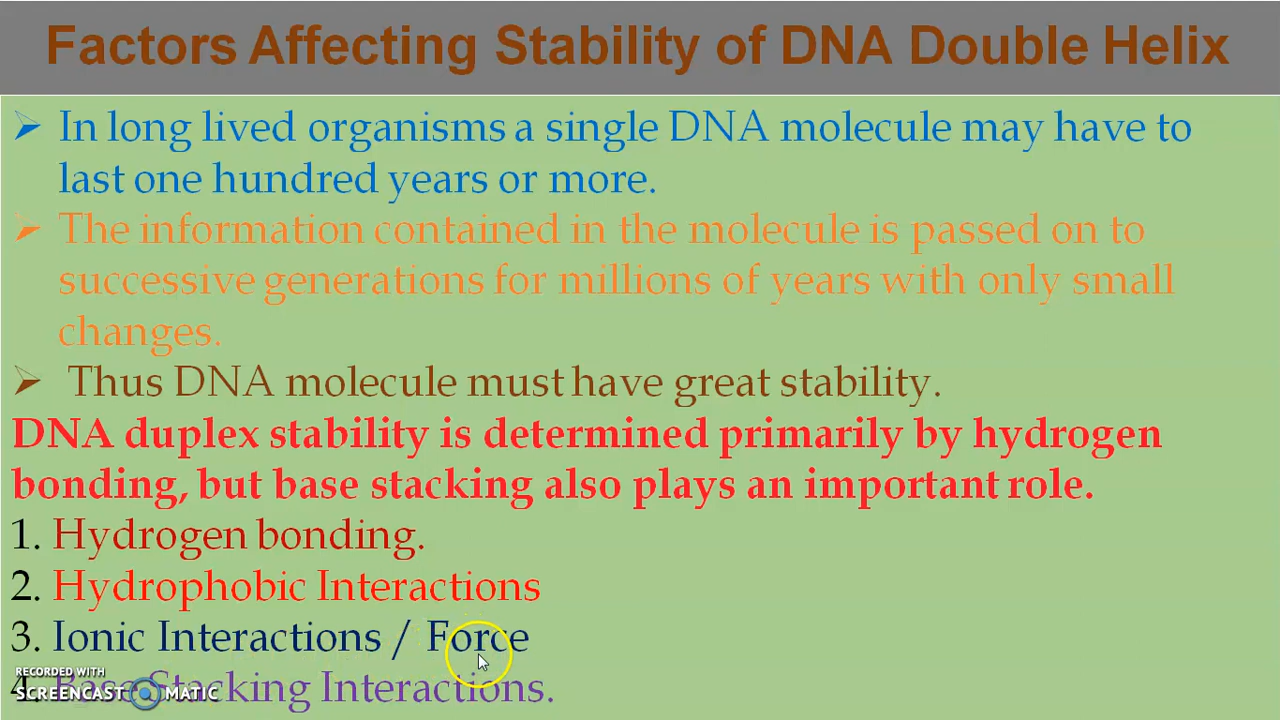 Factors Affecting Stability of DNA Double Helix
➢ In long lived organisms a single DNA molecule may have to
last one hundred years or more.
➢ The information contained in the molecule is passed on to
successive generations for millions of years with only small
changes.
➢ Thus DNA molecule must have great stability.
DNA duplex stability is determined primarily by hydrogen
bonding, but base stacking also plays an important role.
1. Hydrogen bonding.
2. Hydrophobic Interactions
3. Ionic Interactions / Force
4. Base Stacking Interactions.
RECORDED WITH
SCREENCAST MATIC